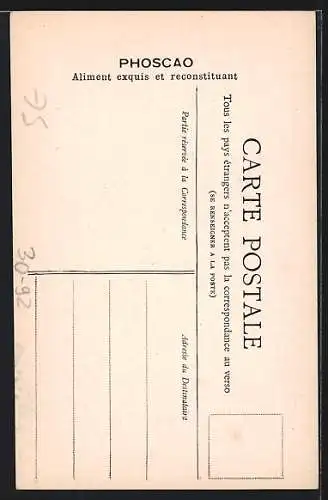 PHOSCAO
Aliment exquis et reconstituant
CARTE POSTALE
Tous les pays étrangers n'acceptent pas la correspondance au verso
(SE RENSEIGNER A LA POSTE)
Partie réservée à la Correspondance
Adresse du Destinataire
75
30-92